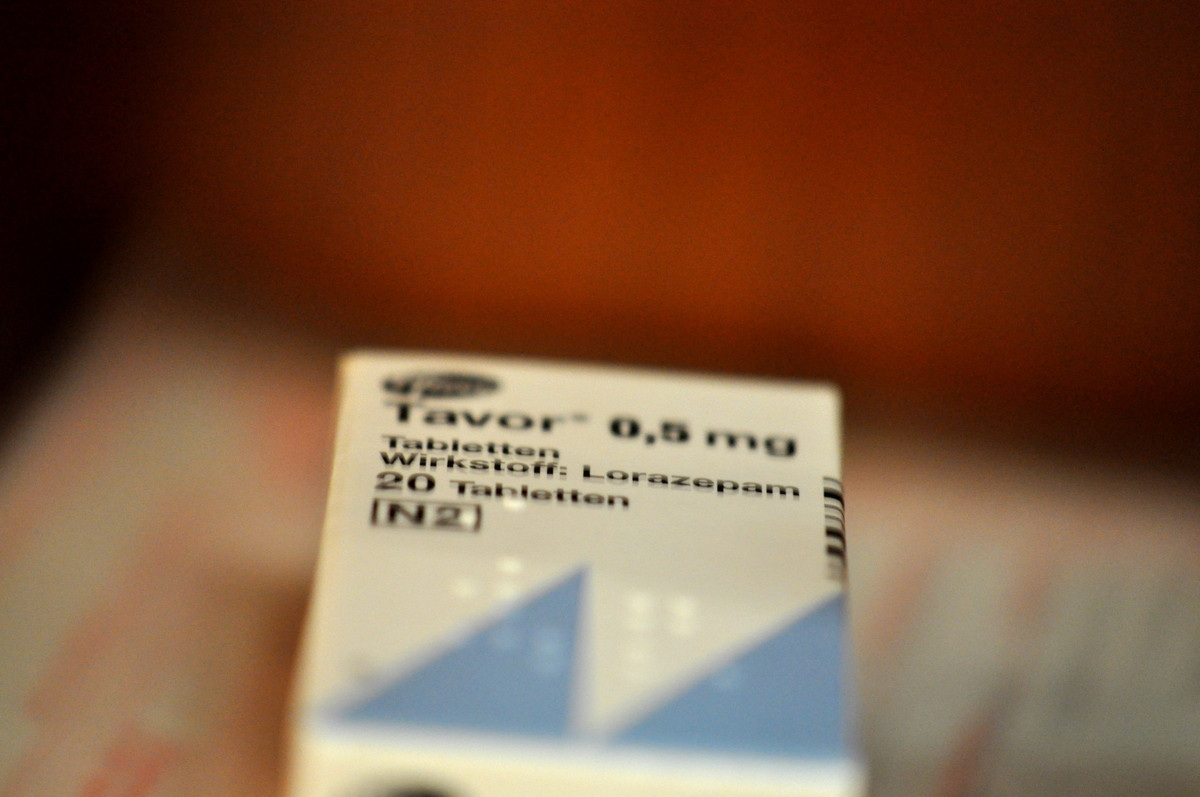 Tavor® 0,5 mg
Tabletten
Wirkstoff: Lorazepam
20 Tabletten
N2